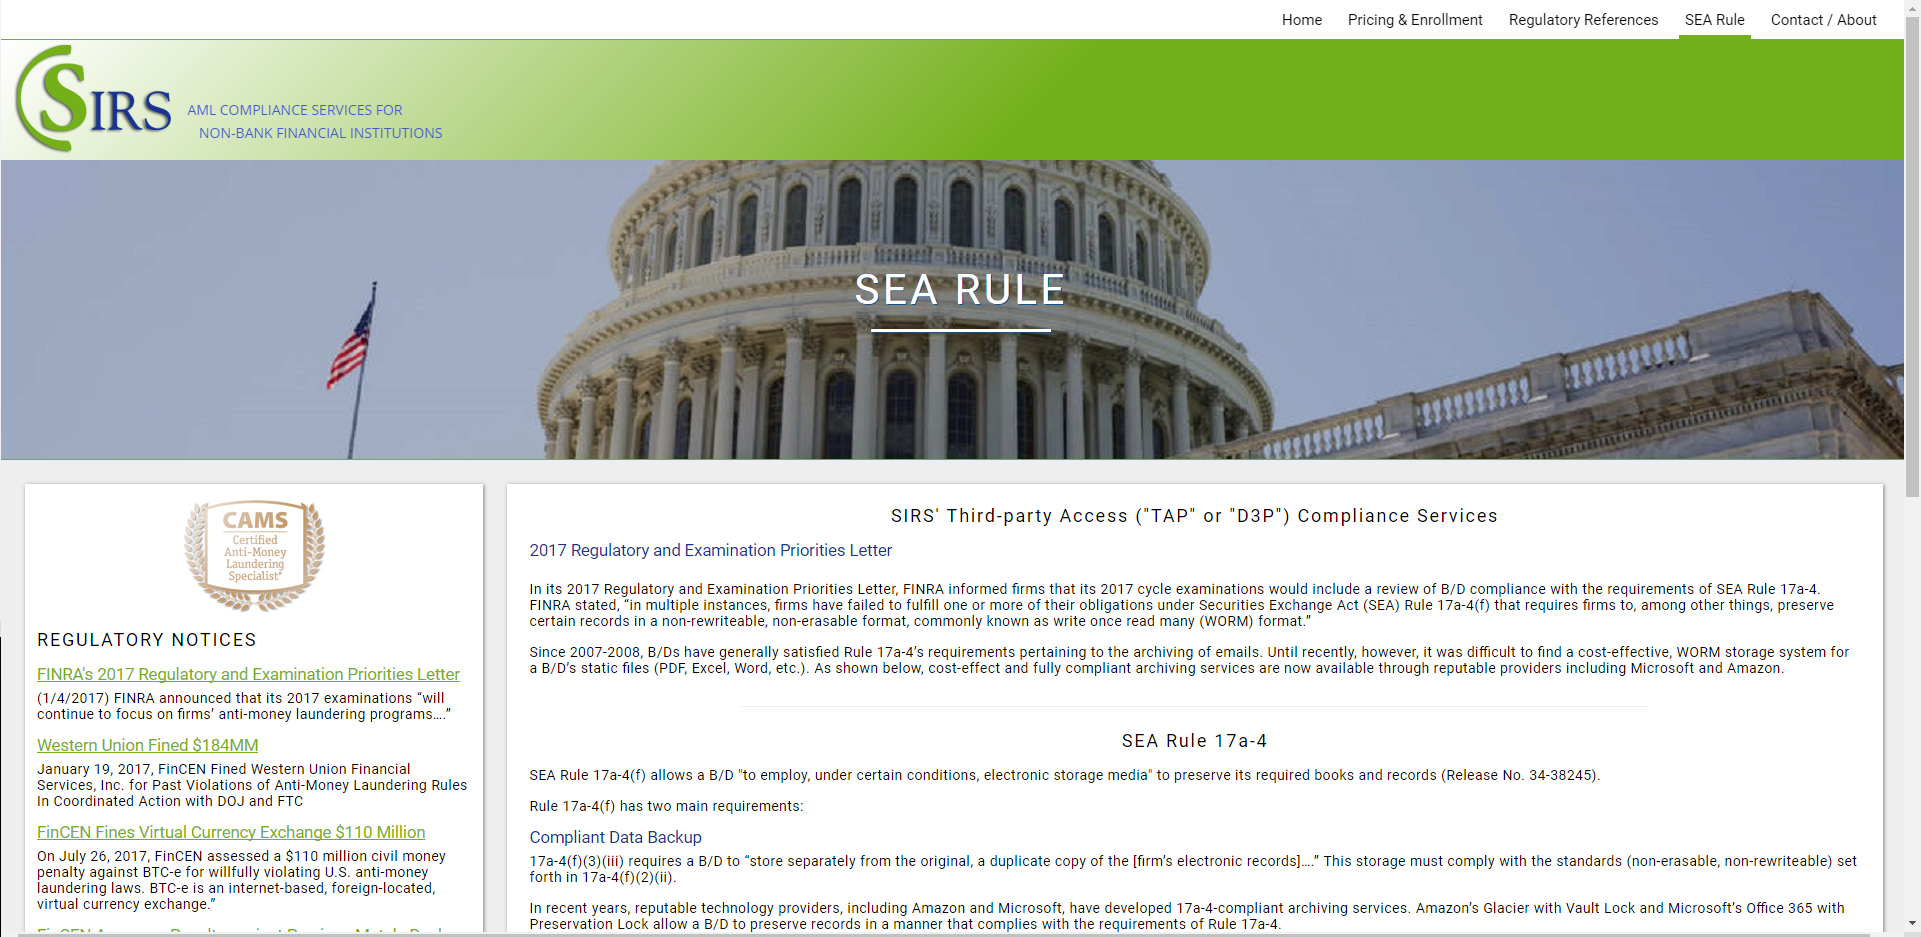 Home Pricing & Enrollment Regulatory References SEA Rule Contact / About
SIRS
AML COMPLIANCE SERVICES FOR
NON-BANK FINANCIAL INSTITUTIONS
SEA RULE
CAMS
Certified
Anti-Money
Laundering
Specialist®
REGULATORY NOTICES
FINRA's 2017 Regulatory and Examination Priorities Letter
(1/4/2017) FINRA announced that its 2017 examinations “will
continue to focus on firms’ anti-money laundering programs….”
Western Union Fined $184MM
January 19, 2017, FinCEN Fined Western Union Financial
Services, Inc. for Past Violations of Anti-Money Laundering Rules
In Coordinated Action with DOJ and FTC
FinCEN Fines Virtual Currency Exchange $110 Million
On July 26, 2017, FinCEN assessed a $110 million civil money
penalty against BTC-e for willfully violating U.S. anti-money
laundering laws. BTC-e is an internet-based, foreign-located,
virtual currency exchange.”
SIRS' Third-party Access ("TAP" or "D3P") Compliance Services
2017 Regulatory and Examination Priorities Letter
In its 2017 Regulatory and Examination Priorities Letter, FINRA informed firms that its 2017 cycle examinations would include a review of B/D compliance with the requirements of SEA Rule 17a-4.
FINRA stated, “in multiple instances, firms have failed to fulfill one or more of their obligations under Securities Exchange Act (SEA) Rule 17a-4(f) that requires firms to, among other things, preserve
certain records in a non-rewriteable, non-erasable format, commonly known as write once read many (WORM) format.”
Since 2007-2008, B/Ds have generally satisfied Rule 17a-4’s requirements pertaining to the archiving of emails. Until recently, however, it was difficult to find a cost-effective, WORM storage system for
a B/D’s static files (PDF, Excel, Word, etc.). As shown below, cost-effect and fully compliant archiving services are now available through reputable providers including Microsoft and Amazon.
SEA Rule 17a-4
SEA Rule 17a-4(f) allows a B/D "to employ, under certain conditions, electronic storage media" to preserve its required books and records (Release No. 34-38245).
Rule 17a-4(f) has two main requirements:
Compliant Data Backup
17a-4(f)(3)(iii) requires a B/D to “store separately from the original, a duplicate copy of the [firm’s electronic records]….” This storage must comply with the standards (non-erasable, non-rewriteable) set
forth in 17a-4(f)(2)(ii).
In recent years, reputable technology providers, including Amazon and Microsoft, have developed 17a-4-compliant archiving services. Amazon’s Glacier with Vault Lock and Microsoft’s Office 365 with
Preservation Lock allow a B/D to preserve records in a manner that complies with the requirements of Rule 17a-4.